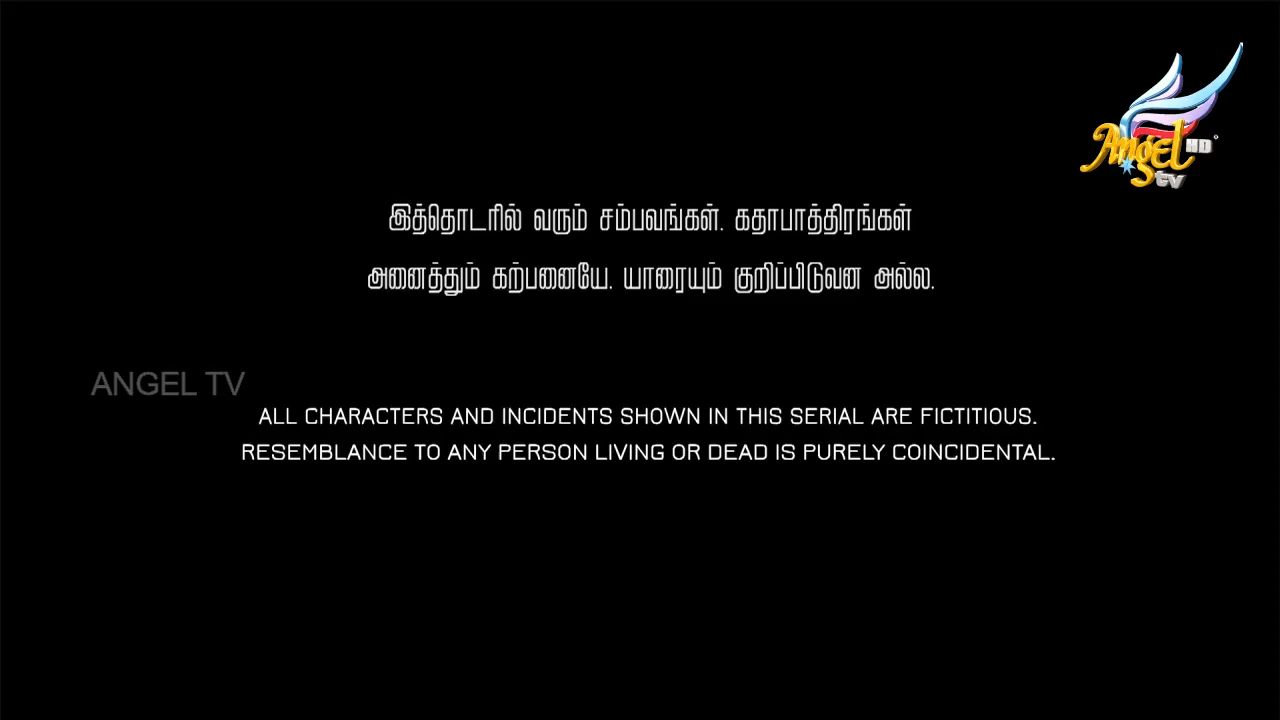 Angel HD
tv
இத்தொடரில் வரும் சம்பவங்கள். கதாபாத்திரங்கள்
அனைத்தும் கற்பனையே. யாரையும் குறிப்பிடுவன அல்ல.
ANGEL TV
ALL CHARACTERS AND INCIDENTS SHOWN IN THIS SERIAL ARE FICTITIOUS.
RESEMBLANCE TO ANY PERSON LIVING OR DEAD IS PURELY COINCIDENTAL.